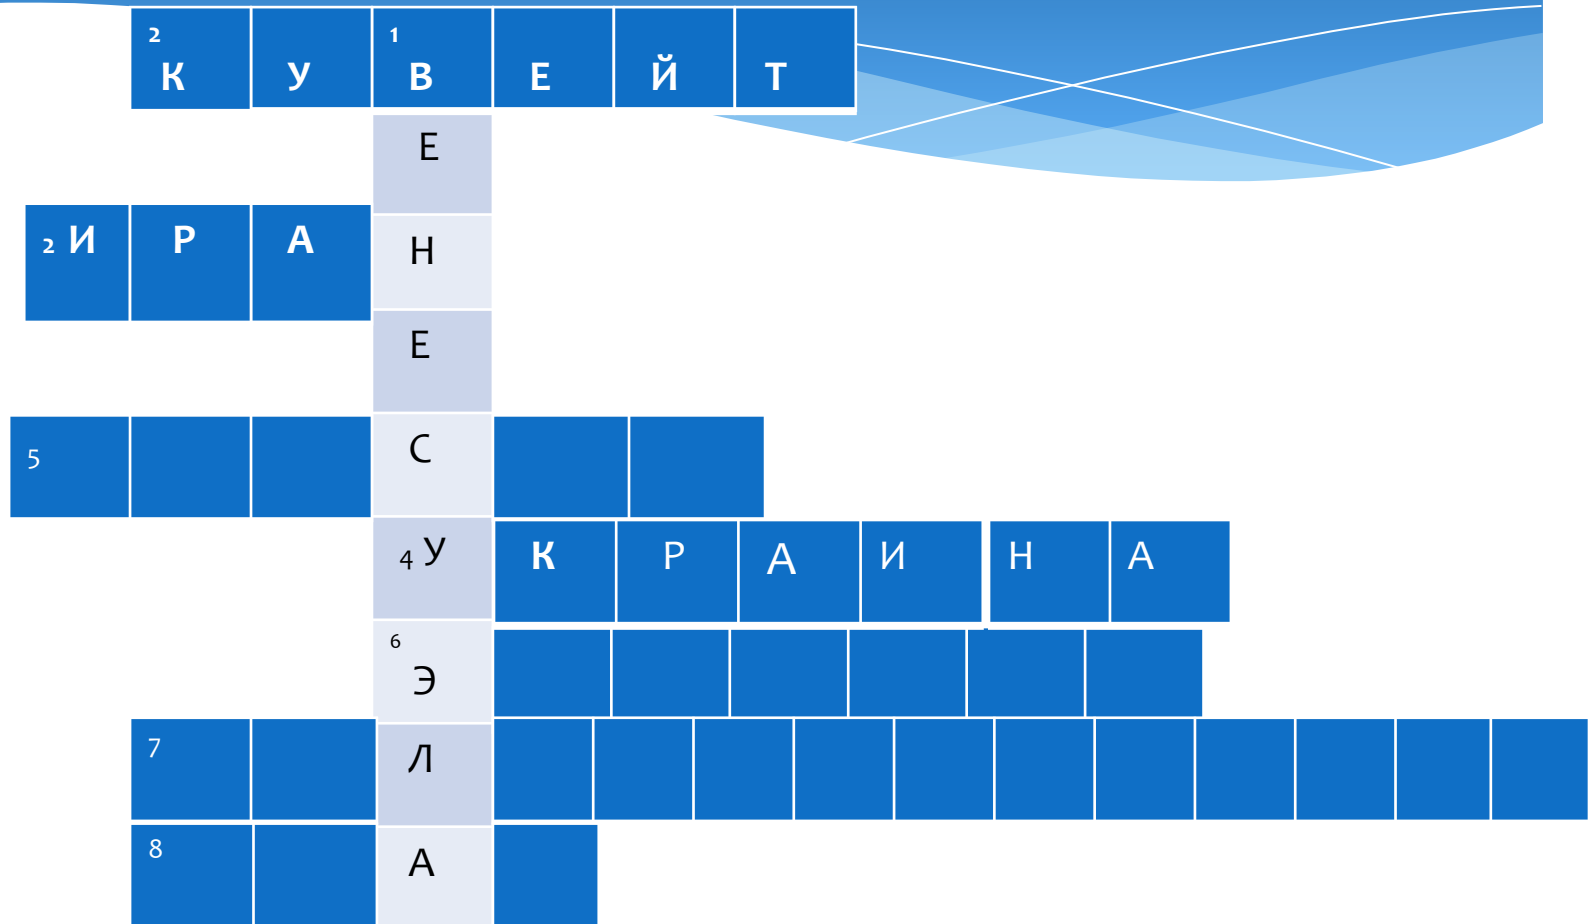 2 К У 1 В Е Й Т
Е
2 И Р А Н
Е
5 С
4 У К Р А И Н А
6 Э
7 Л
8 А